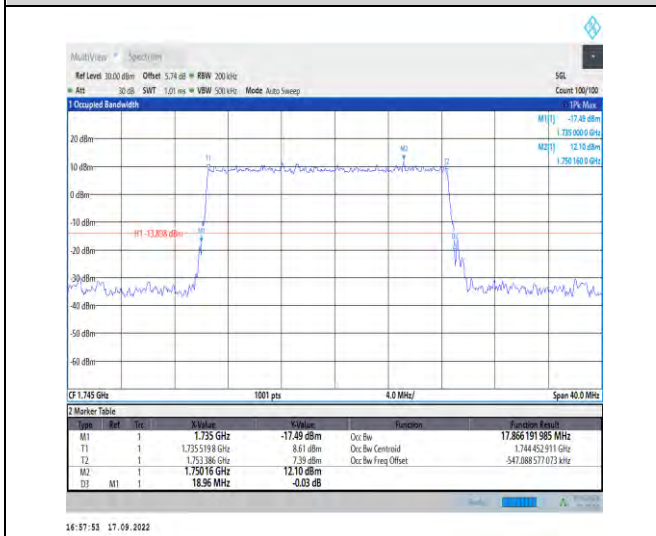 MultiView Spectrum
Ref Level 30.00 dBm Offset 5.74 dB RBW 200 kHz SGL
Att 30 dB SWT 1.01 ms VBW 500 kHz Mode Auto Sweep Count 100/100
1 Occupied Bandwidth 1Pk Max
M1[1] -17.49 dBm
1.735 000 0 GHz
M2[1] 12.10 dBm
1.750 160 0 GHz
20 dBm
10 dBm
0 dBm
-10 dBm
-20 dBm
-30 dBm
-40 dBm
-50 dBm
-60 dBm
T1
M2
T2
M1
D3
H1 -13.898 dBm
CF 1.745 GHz 1001 pts 4.0 MHz/ Span 40.0 MHz
2 Marker Table
Type Ref Trc X-Value Y-Value Function Function Result
M1 1 1.735 GHz -17.49 dBm Occ Bw 17.866 191 985 MHz
T1 1 1.735 519 8 GHz 8.61 dBm Occ Bw Centroid 1.744 452 911 GHz
T2 1 1.753 386 GHz 7.39 dBm Occ Bw Freq Offset -547.088 577 073 kHz
M2 1 1.750 16 GHz 12.10 dBm
D3 M1 1 18.96 MHz -0.03 dB
16:57:53 17.09.2022